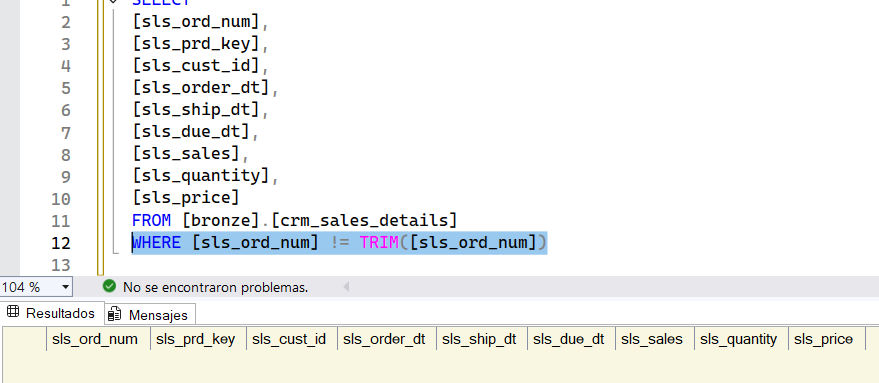 1 SELECT
2 [sls_ord_num],
3 [sls_prd_key],
4 [sls_cust_id],
5 [sls_order_dt],
6 [sls_ship_dt],
7 [sls_due_dt],
8 [sls_sales],
9 [sls_quantity],
10 [sls_price]
11 FROM [bronze].[crm_sales_details]
12 WHERE [sls_ord_num] != TRIM([sls_ord_num])
13
104 % No se encontraron problemas.
Resultados Mensajes
sls_ord_num sls_prd_key sls_cust_id sls_order_dt sls_ship_dt sls_due_dt sls_sales sls_quantity sls_price